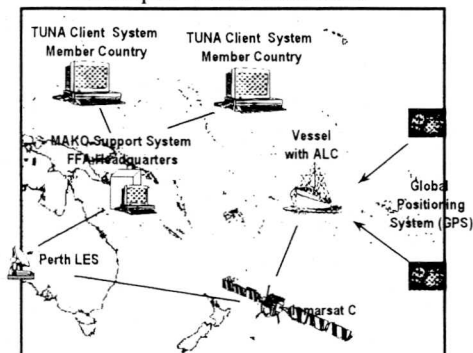 TUNA Client System
Member Country
TUNA Client System
Member Country
MAKO Support System
FFA Headquarters
Vessel
with ALC
Global
Positioning
System (GPS)
Perth LES
Inmarsat C